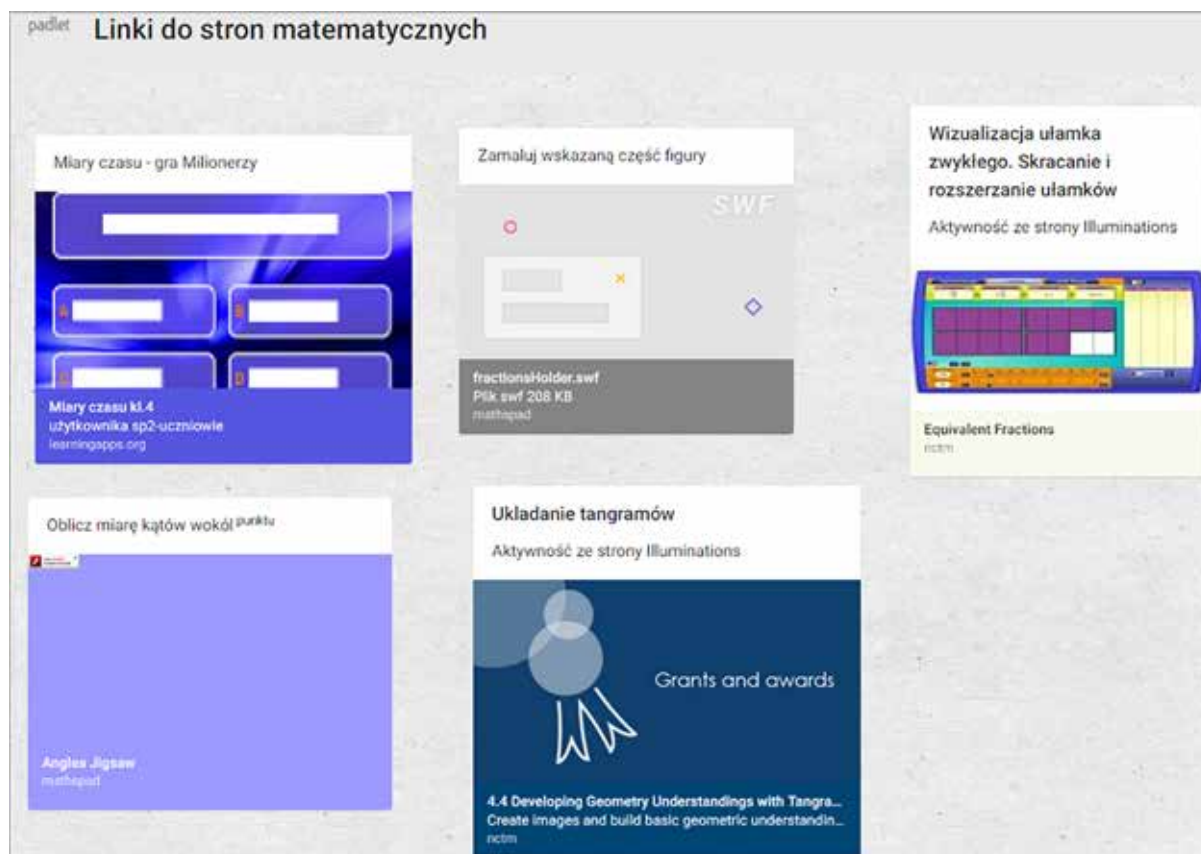 padlet Linki do stron matematycznych
Miary czasu - gra Milionerzy
A
B
C
D
Miary czasu kl.4
użytkownika sp2-uczniowie
learningapps.org
Zamaluj wskazaną część figury
SWF
fractionsHolder.swf
Plik swf 208 KB
mathspad
Wizualizacja ułamka
zwykłego. Skracanie i
rozszerzanie ułamków
Aktywność ze strony Illuminations
Equivalent Fractions
nctm
Oblicz miarę kątów wokól punktu
Angles Jigsaw
mathspad
Ukladanie tangramów
Aktywność ze strony Illuminations
Grants and awards
4.4 Developing Geometry Understandings with Tangra...
Create images and build basic geometric understandin...
nctm